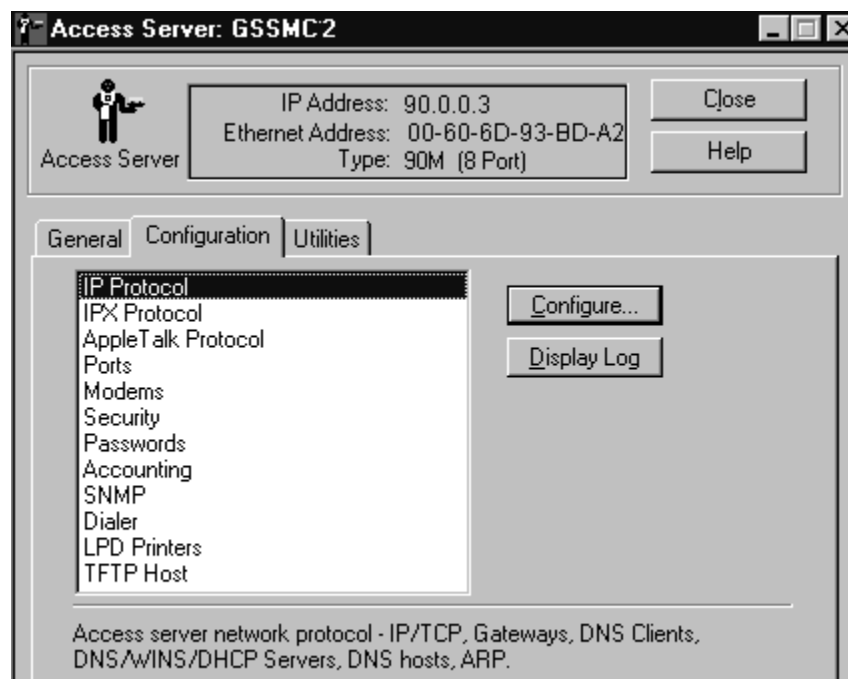 Access Server: GSSMC2
IP Address: 90.0.0.3
Ethernet Address: 00-60-6D-93-BD-A2
Type: 90M (8 Port)
Access Server
Close
Help
General
Configuration
Utilities
IP Protocol
IPX Protocol
AppleTalk Protocol
Ports
Modems
Security
Passwords
Accounting
SNMP
Dialer
LPD Printers
TFTP Host
Configure...
Display Log
Access server network protocol - IP/TCP, Gateways, DNS Clients,
DNS/WINS/DHCP Servers, DNS hosts, ARP.